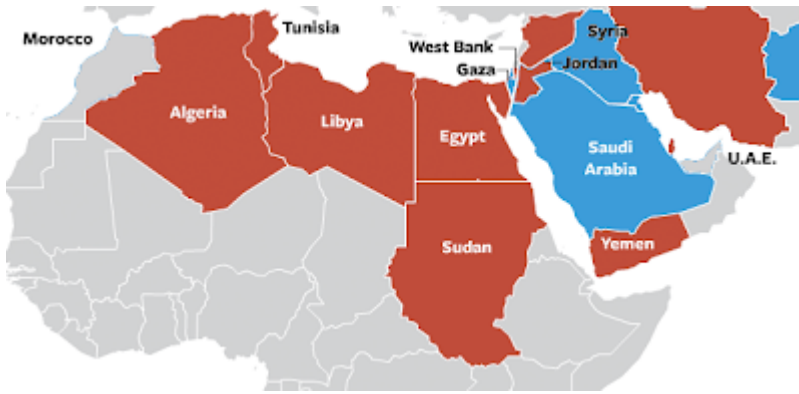 Morocco
Tunisia
Syria
West Bank
Gaza
Jordan
Algeria
Libya
Egypt
Saudi
Arabia
U.A.E.
Sudan
Yemen